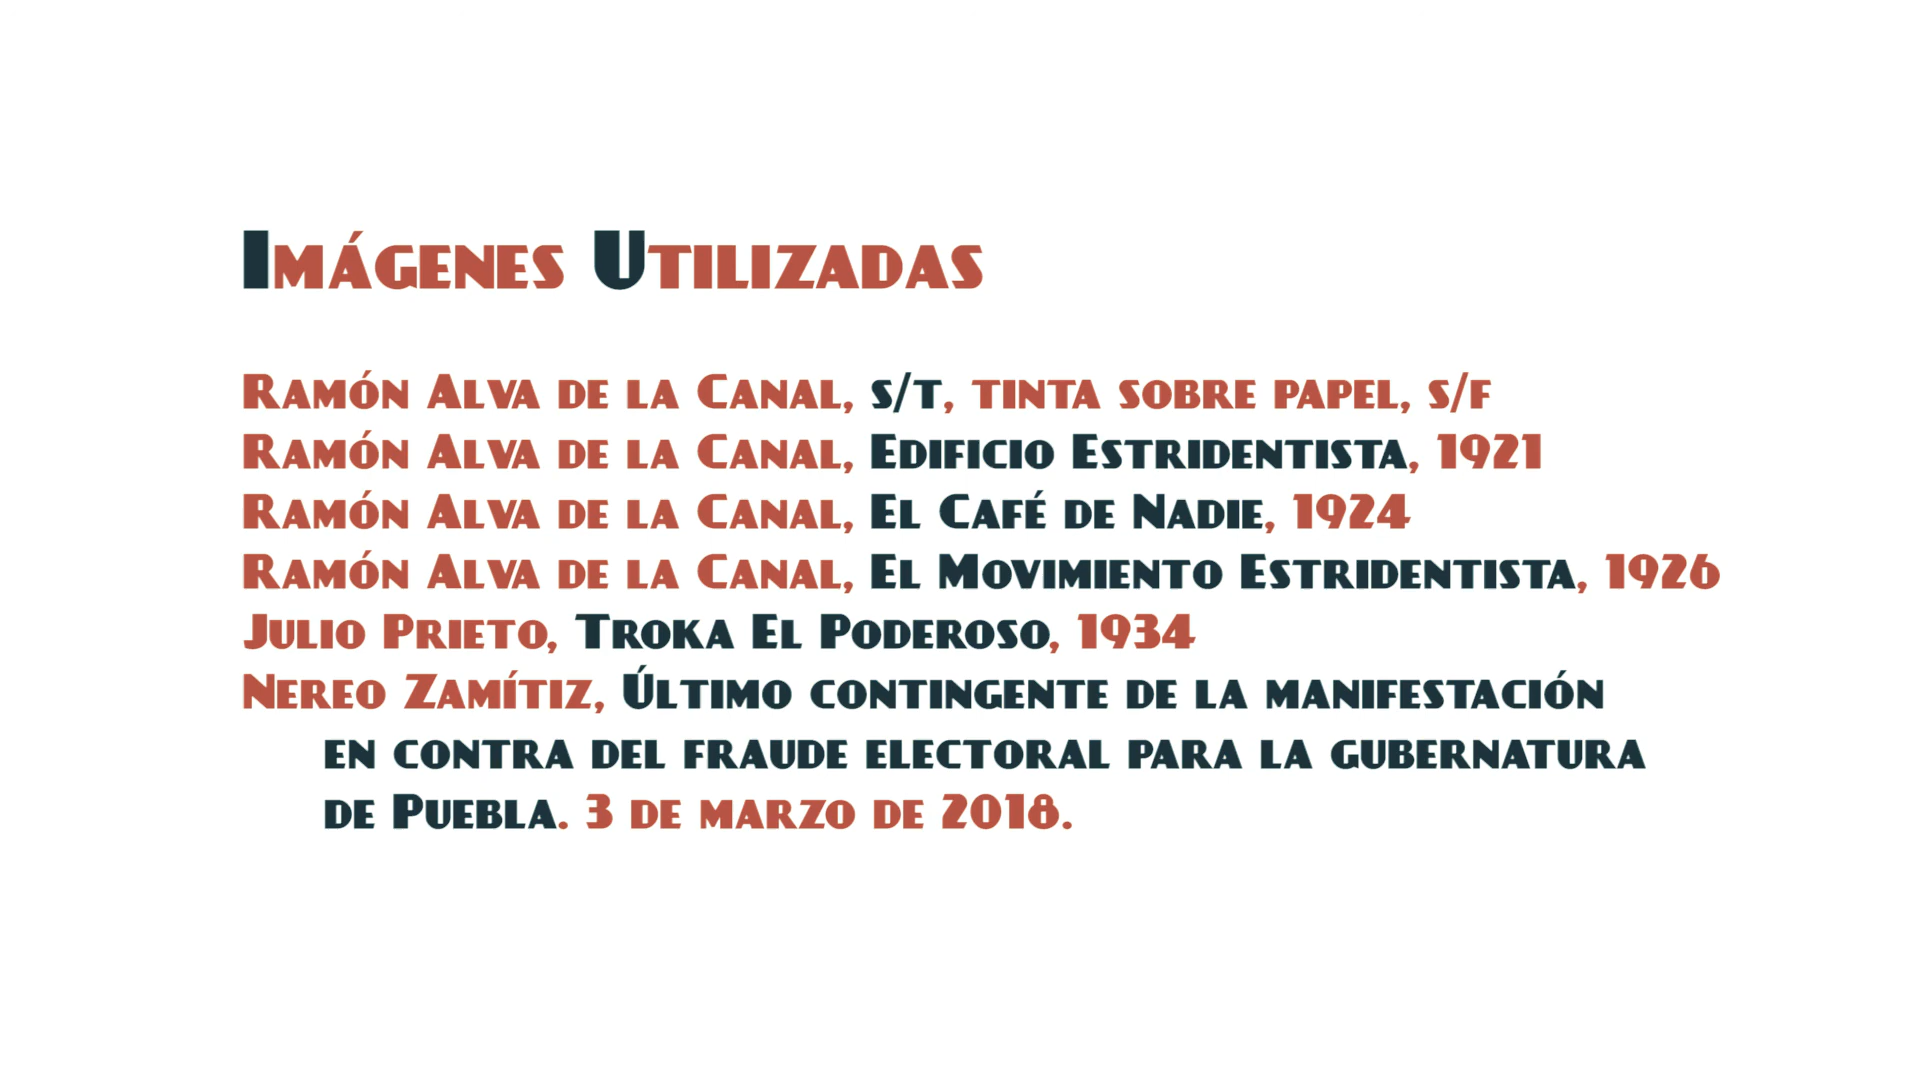 Imágenes Utilizadas
Ramón Alva de la Canal, s/t, tinta sobre papel, s/f
Ramón Alva de la Canal, Edificio Estridentista, 1921
Ramón Alva de la Canal, El Café de Nadie, 1924
Ramón Alva de la Canal, El Movimiento Estridentista, 1926
Julio Prieto, Troka El Poderoso, 1934
Nereo Zamítiz, Último contingente de la manifestación
en contra del fraude electoral para la gubernatura
de Puebla. 3 de marzo de 2018.